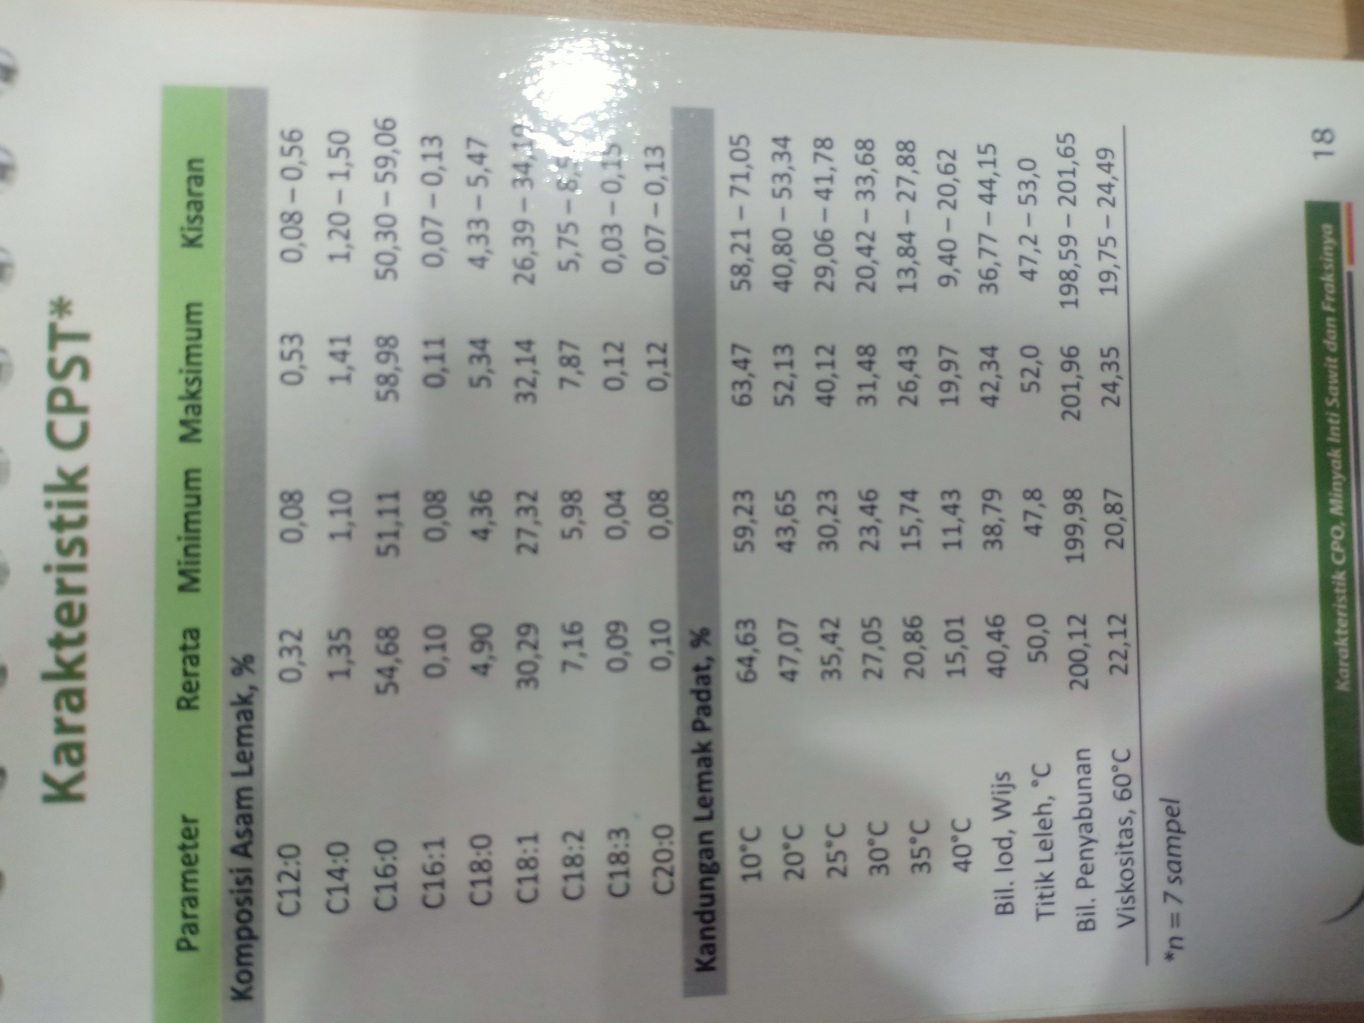 Karakteristik CPST*
Parameter Rerata Minimum Maksimum Kisaran
Komposisi Asam Lemak, %
C12:0 0,32 0,08 0,53 0,08 – 0,56
C14:0 1,35 1,10 1,41 1,20 – 1,50
C16:0 54,68 51,11 58,98 50,30 – 59,06
C16:1 0,10 0,08 0,11 0,07 – 0,13
C18:0 4,90 4,36 5,34 4,33 – 5,47
C18:1 30,29 27,32 32,14 26,39 –
C18:2 7,16 5,98 7,87 5,75 –
C18:3 0,09 0,04 0,12 0,03 –
C20:0 0,10 0,08 0,12 0,07 – 0,13
Kandungan Lemak Padat, %
10°C 64,63 59,23 63,47 58,21 – 71,05
20°C 47,07 43,65 52,13 40,80 – 53,34
25°C 35,42 30,23 40,12 29,06 – 41,78
30°C 27,05 23,46 31,48 20,42 – 33,68
35°C 20,86 15,74 26,43 13,84 – 27,88
40°C 15,01 11,43 19,97 9,40 – 20,62
Bil. Iod, Wijs 40,46 38,79 42,34 36,77 – 44,15
Titik Leleh, °C 50,0 47,8 52,0 47,2 – 53,0
Bil. Penyabunan 200,12 199,98 201,96 198,59 – 201,65
Viskositas, 60°C 22,12 20,87 24,35 19,75 – 24,49
*n = 7 sampel
Karakteristik CPO, Minyak Inti Sawit dan Fraksinya 18